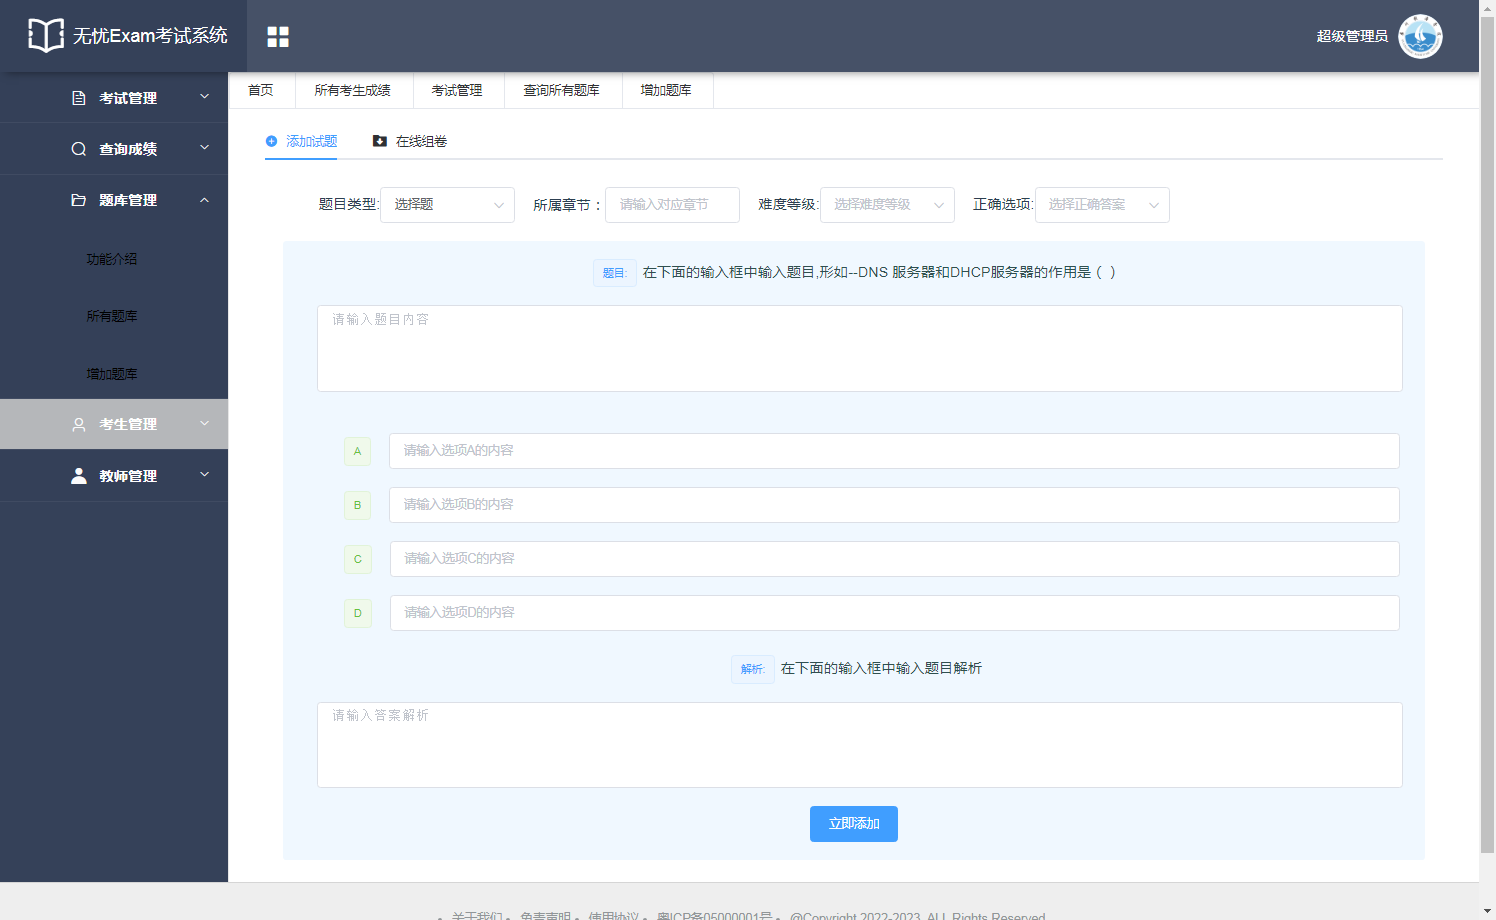 无忧Exam考试系统
超级管理员
首页 所有考生成绩 考试管理 查询所有题库 增加题库
考试管理
查询成绩
题库管理
功能介绍
所有题库
增加题库
考生管理
教师管理
添加试题 在线组卷
题目类型: 选择题 所属章节： 请输入对应章节 难度等级: 选择难度等级 正确选项: 选择正确答案
题目: 在下面的输入框中输入题目,形如--DNS 服务器和DHCP服务器的作用是（ ）
请输入题目内容
A 请输入选项A的内容
B 请输入选项B的内容
C 请输入选项C的内容
D 请输入选项D的内容
解析: 在下面的输入框中输入题目解析
请输入答案解析
立即添加
• 关于我们 • 免责声明 • 使用协议 • 粤ICP备05000001号 • @Copyright 2022-2023, ALL Rights Reserved